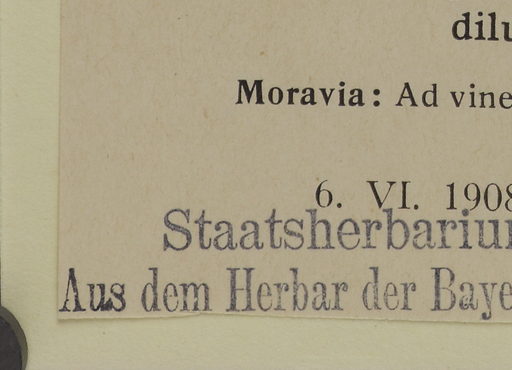 dilu
Moravia: Ad vine
6. VI. 1908
Staatsherbariu
Aus dem Herbar der Baye